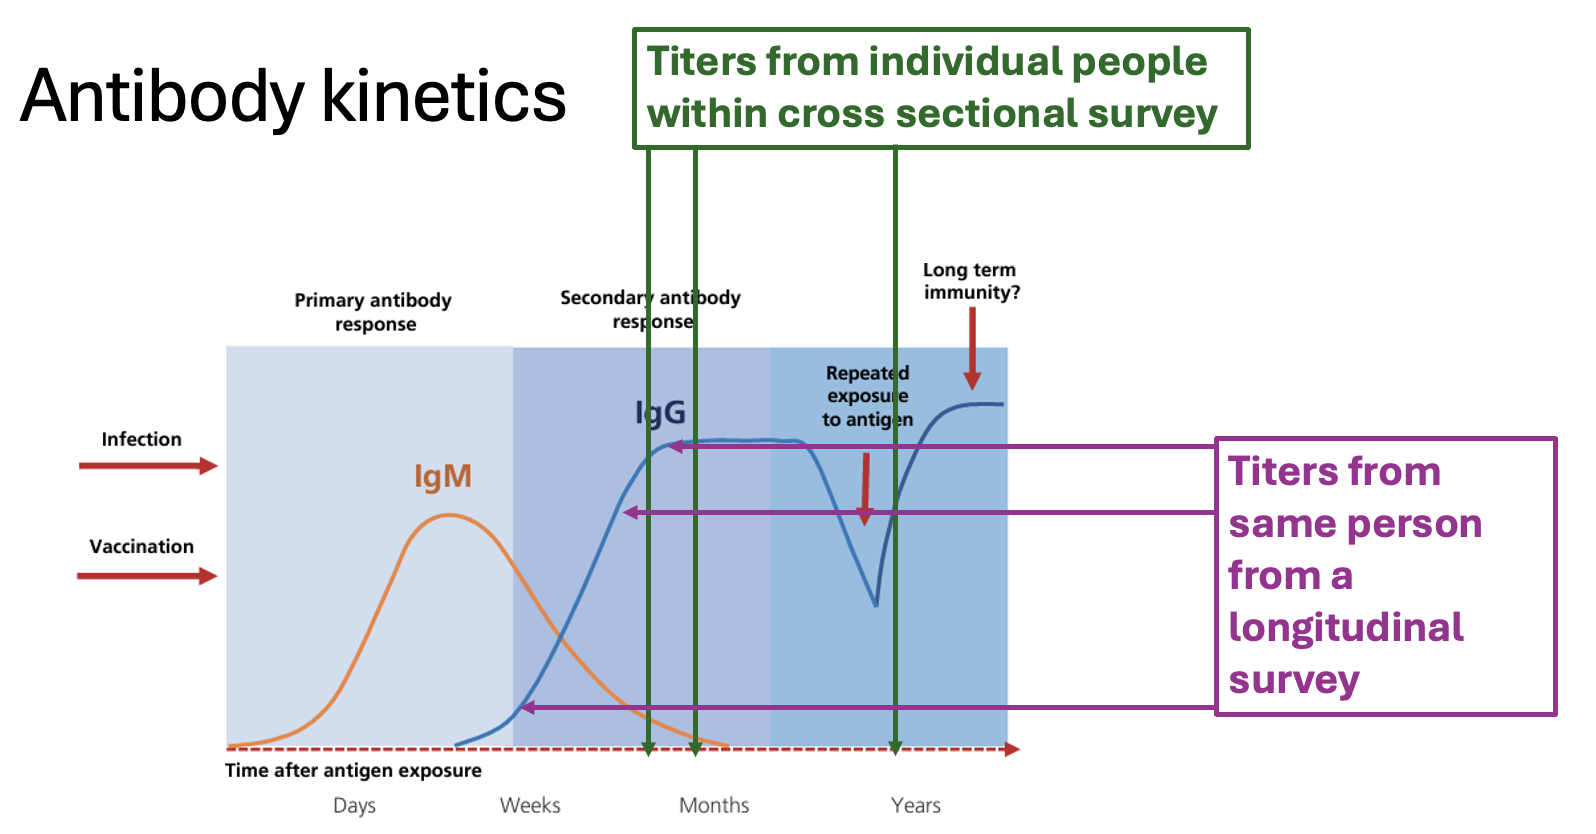 Antibody kinetics
Titers from individual people
within cross sectional survey
Long term
immunity?
Primary antibody
response
Secondary antibody
response
Repeated
exposure
to antigen
IgG
Infection
IgM
Vaccination
Titers from
same person
from a
longitudinal
survey
Time after antigen exposure
Days
Weeks
Months
Years